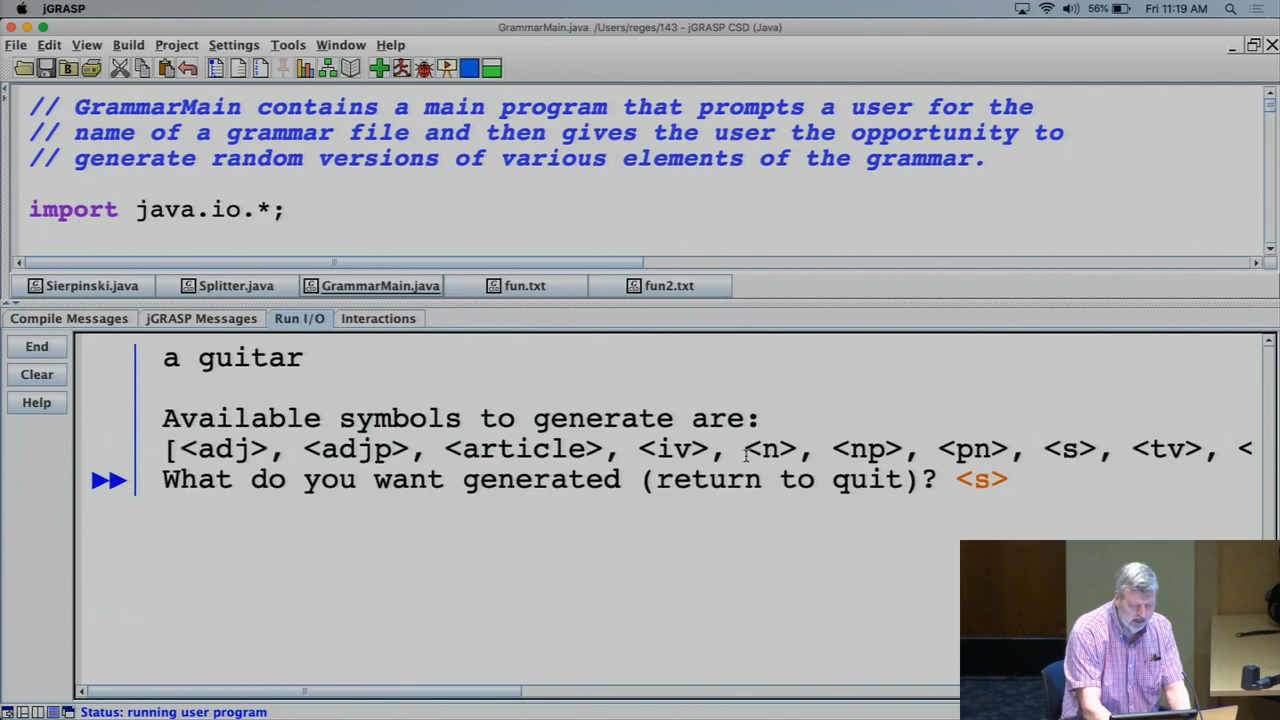 jGRASP
56%
Fri 11:19 AM
GrammarMain.java /Users/reges/143 - jGRASP CSD (Java)
File Edit View Build Project Settings Tools Window Help
B
// GrammarMain contains a main program that prompts a user for the
// name of a grammar file and then gives the user the opportunity to
// generate random versions of various elements of the grammar.
import java.io.*;
Sierpinski.java Splitter.java GrammarMain.java fun.txt fun2.txt
Compile Messages jGRASP Messages Run I/O Interactions
End
Clear
Help
a guitar
Available symbols to generate are:
[<adj>, <adjp>, <article>, <iv>, <n>, <np>, <pn>, <s>, <tv>, <
What do you want generated (return to quit)? <s>
Status: running user program